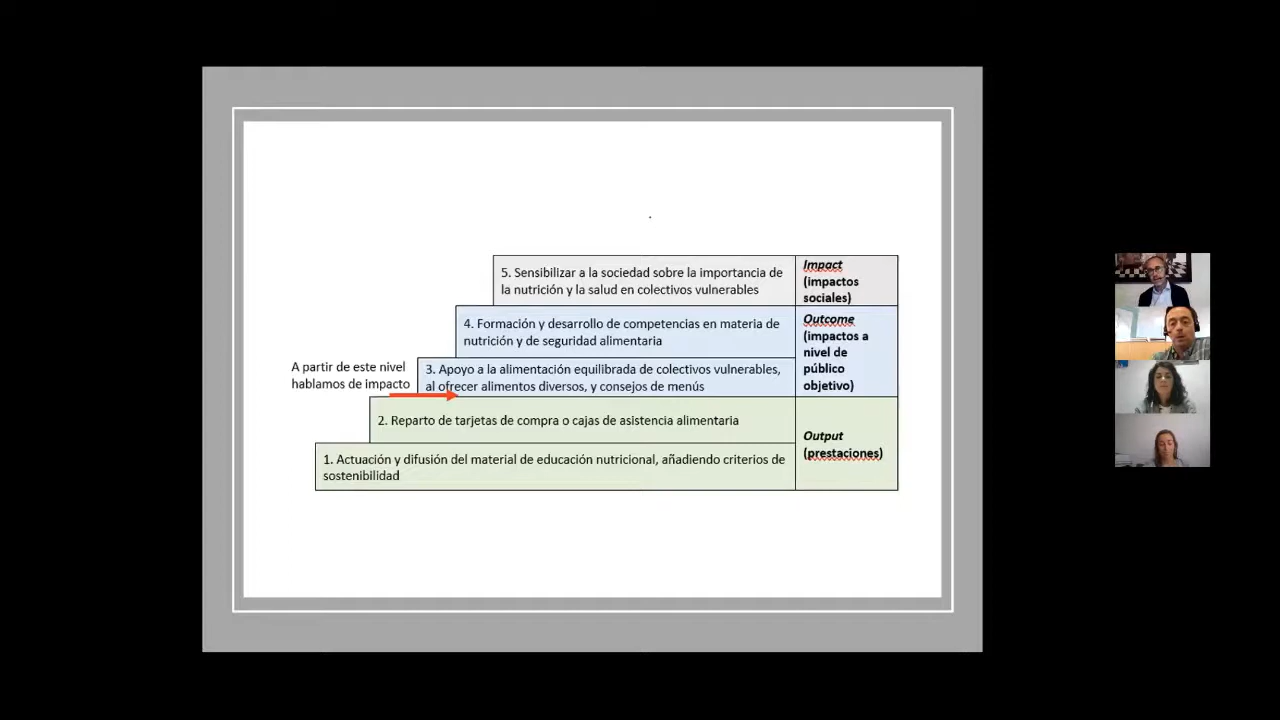 5. Sensibilizar a la sociedad sobre la importancia de
la nutrición y la salud en colectivos vulnerables
Impact
(impactos
sociales)
4. Formación y desarrollo de competencias en materia de
nutrición y de seguridad alimentaria
Outcome
(impactos a
nivel de
público
objetivo)
A partir de este nivel
hablamos de impacto
3. Apoyo a la alimentación equilibrada de colectivos vulnerables,
al ofrecer alimentos diversos, y consejos de menús
2. Reparto de tarjetas de compra o cajas de asistencia alimentaria
Output
(prestaciones)
1. Actuación y difusión del material de educación nutricional, añadiendo criterios de
sostenibilidad